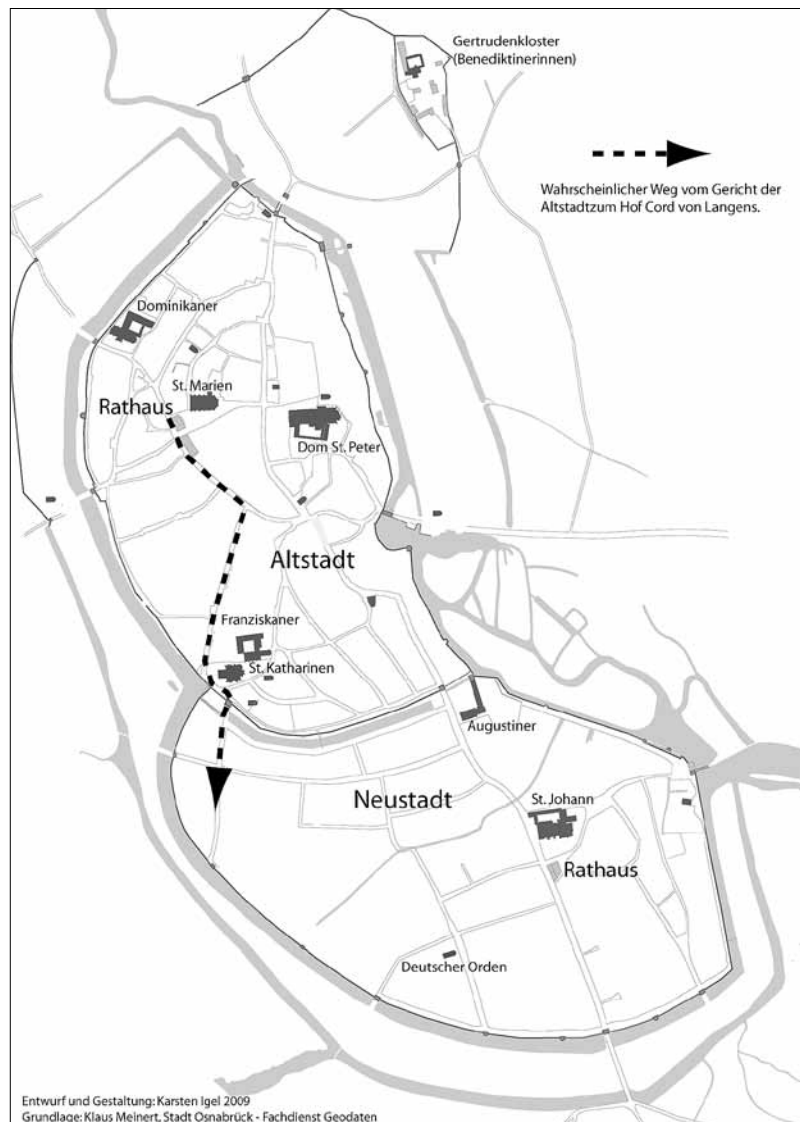 Gertrudenkloster
(Benediktinerinnen)
Wahrscheinlicher Weg vom Gericht der
Altstadtzum Hof Cord von Langens.
Dominikaner
St. Marien
Rathaus
Dom St. Peter
Altstadt
Franziskaner
St. Katharinen
Augustiner
Neustadt
St. Johann
Rathaus
Deutscher Orden
Entwurf und Gestaltung: Karsten Igel 2009
Grundlage: Klaus Meinert, Stadt Osnabrück - Fachdienst Geodaten